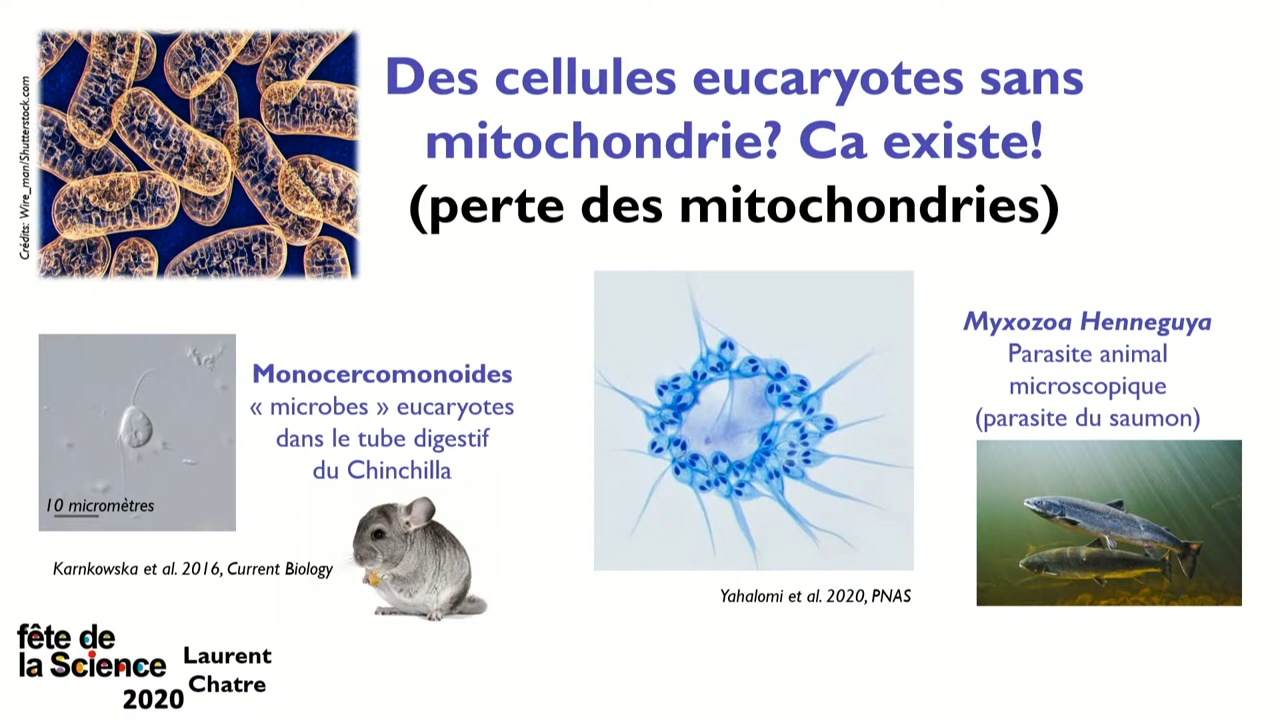 Crédits: Wire_man/Shutterstock.com
Des cellules eucaryotes sans
mitochondrie? Ca existe!
(perte des mitochondries)
Monocercomonoides
« microbes » eucaryotes
dans le tube digestif
du Chinchilla
10 micromètres
Karnkowska et al. 2016, Current Biology
Myxozoa Henneguya
Parasite animal
microscopique
(parasite du saumon)
Yahalomi et al. 2020, PNAS
fête de
la Science
2020
Laurent
Chatre